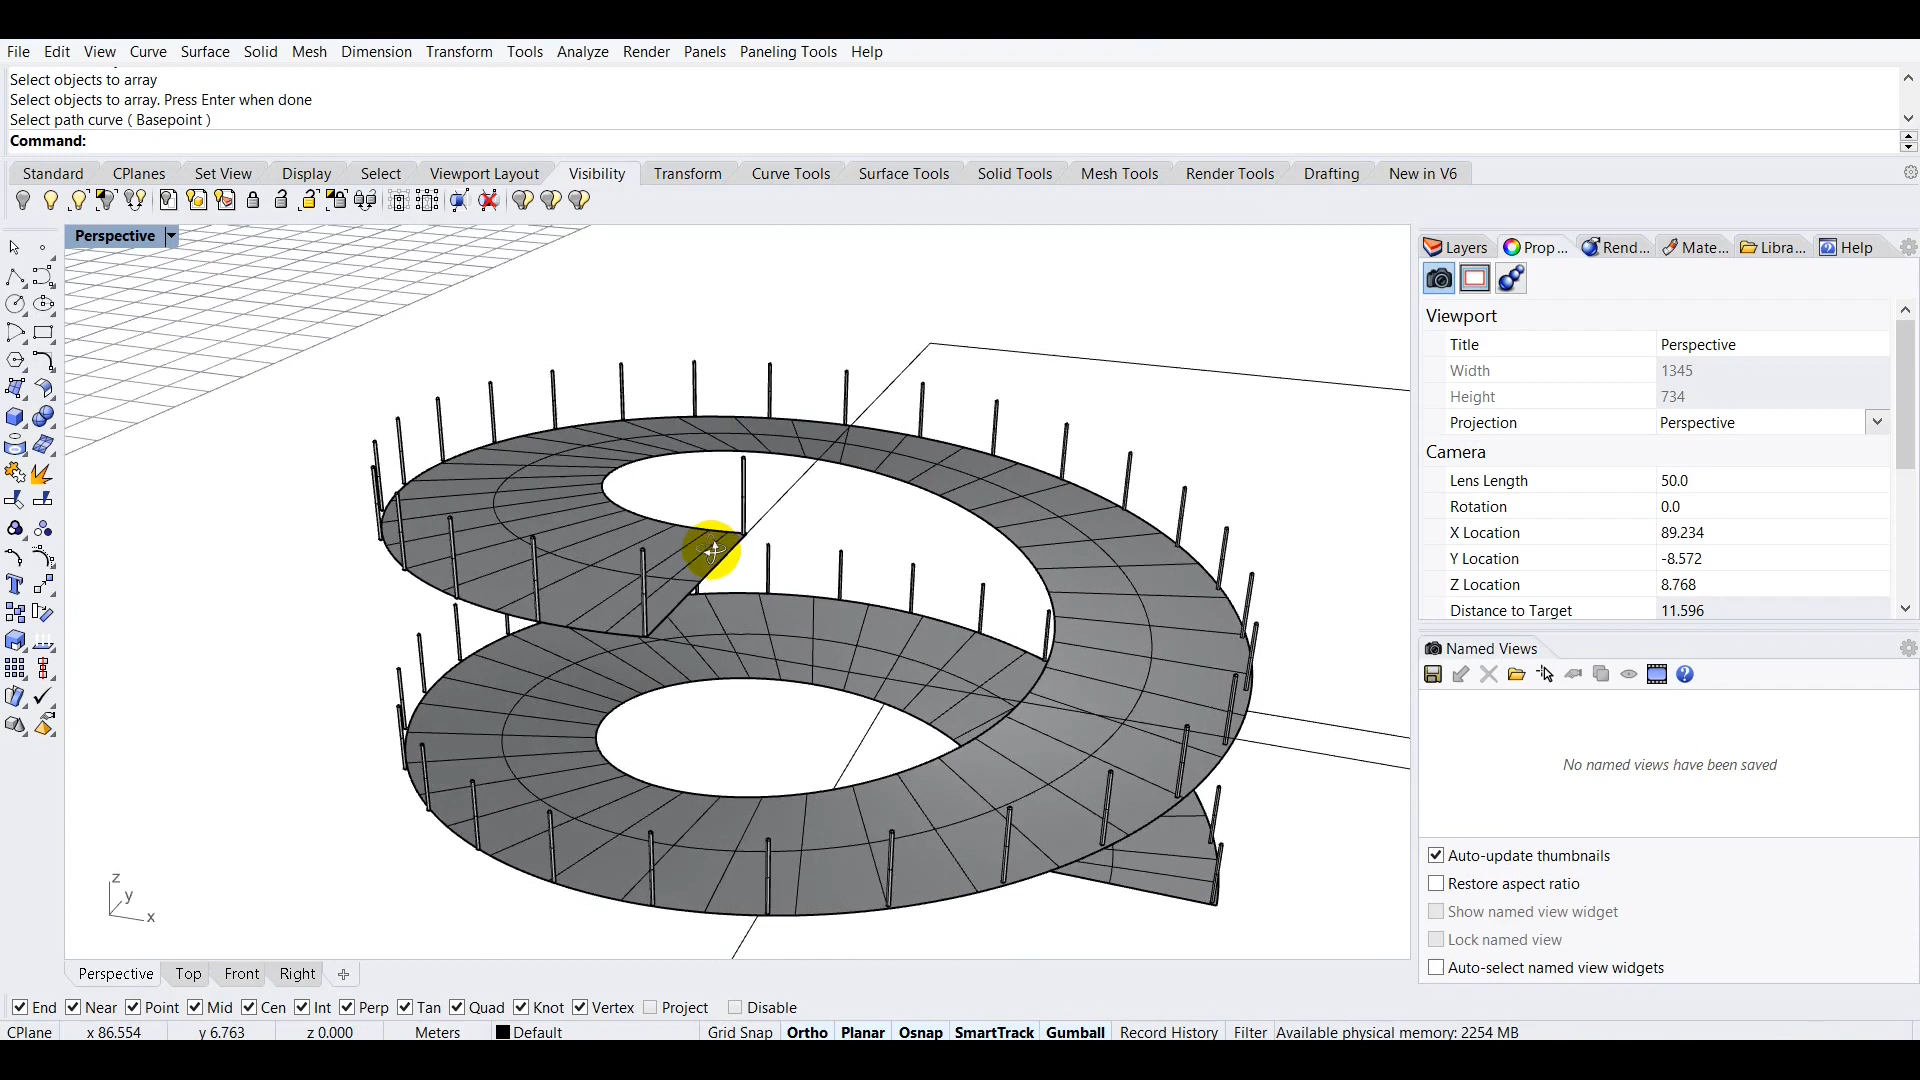 File Edit View Curve Surface Solid Mesh Dimension Transform Tools Analyze Render Panels Paneling Tools Help
Select objects to array
Select objects to array. Press Enter when done
Select path curve ( Basepoint )
Command:
Standard CPlanes Set View Display Select Viewport Layout Visibility Transform Curve Tools Surface Tools Solid Tools Mesh Tools Render Tools Drafting New in V6
Perspective
Layers Prop... Rend... Mate... Libra... Help
Viewport
Title Perspective
Width 1345
Height 734
Projection Perspective
Camera
Lens Length 50.0
Rotation 0.0
X Location 89.234
Y Location -8.572
Z Location 8.768
Distance to Target 11.596
Named Views
No named views have been saved
Auto-update thumbnails
Restore aspect ratio
Show named view widget
Lock named view
Auto-select named view widgets
z
y
x
Perspective Top Front Right
End Near Point Mid Cen Int Perp Tan Quad Knot Vertex Project Disable
CPlane x 86.554 y 6.763 z 0.000 Meters Default Grid Snap Ortho Planar Osnap SmartTrack Gumball Record History Filter Available physical memory: 2254 MB